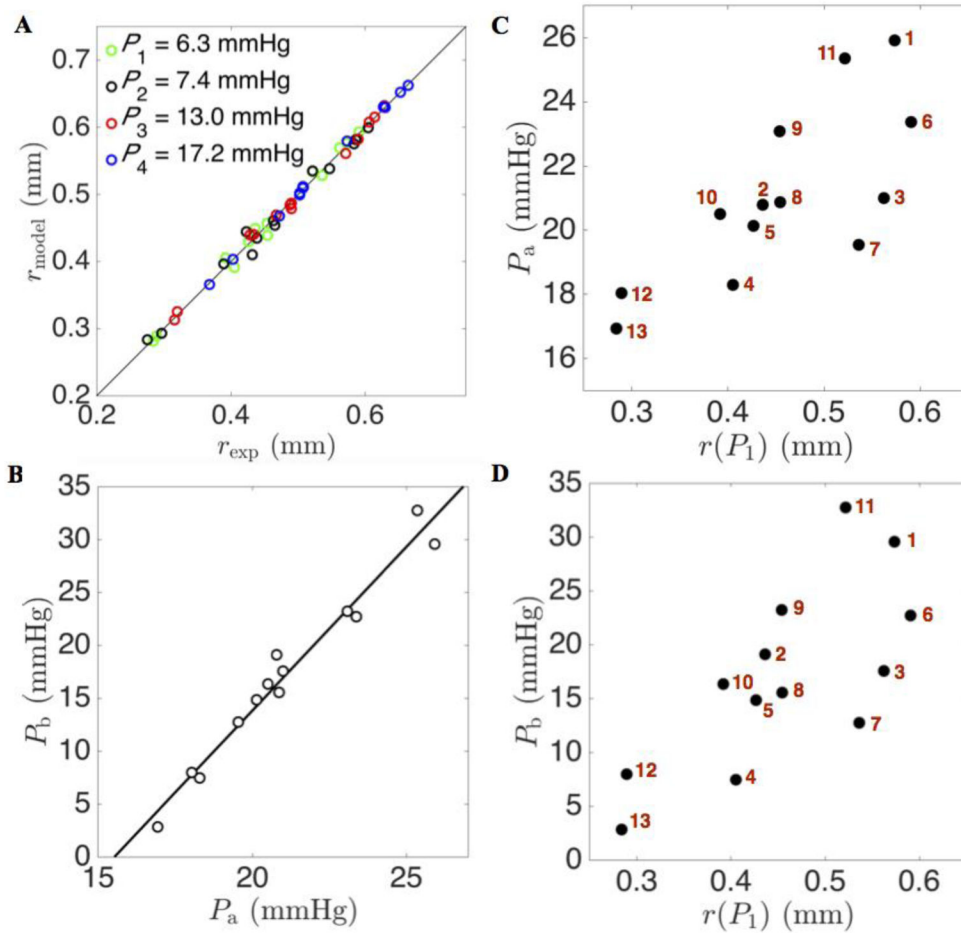 A
P1 = 6.3 mmHg
P2 = 7.4 mmHg
P3 = 13.0 mmHg
P4 = 17.2 mmHg
0.7
0.6
0.5
0.4
0.3
0.2
rmodel (mm)
0.2 0.4 0.6
rexp (mm)
C
26
24
22
20
18
16
Pa (mmHg)
1
11
6
9
10 2 8 3
5 7
4
12
13
0.3 0.4 0.5 0.6
r(P1) (mm)
B
35
30
25
20
15
10
5
0
Pb (mmHg)
15 20 25
Pa (mmHg)
D
35
30
25
20
15
10
5
0
Pb (mmHg)
11
1
9 6
2
10 8 3
5 7
12 4
13
0.3 0.4 0.5 0.6
r(P1) (mm)